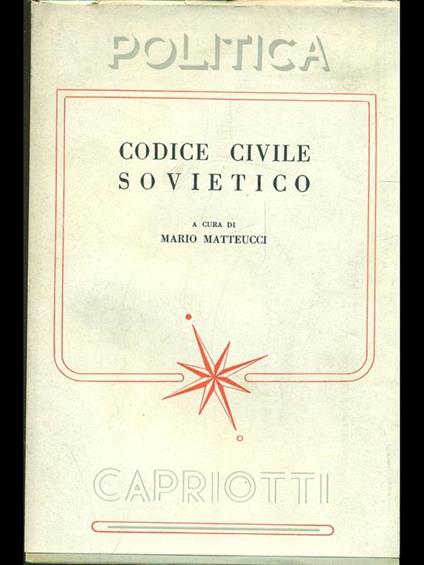 POLITICA
CODICE CIVILE
SOVIETICO
A CURA DI
MARIO MATTEUCCI
CAPRIOTTI